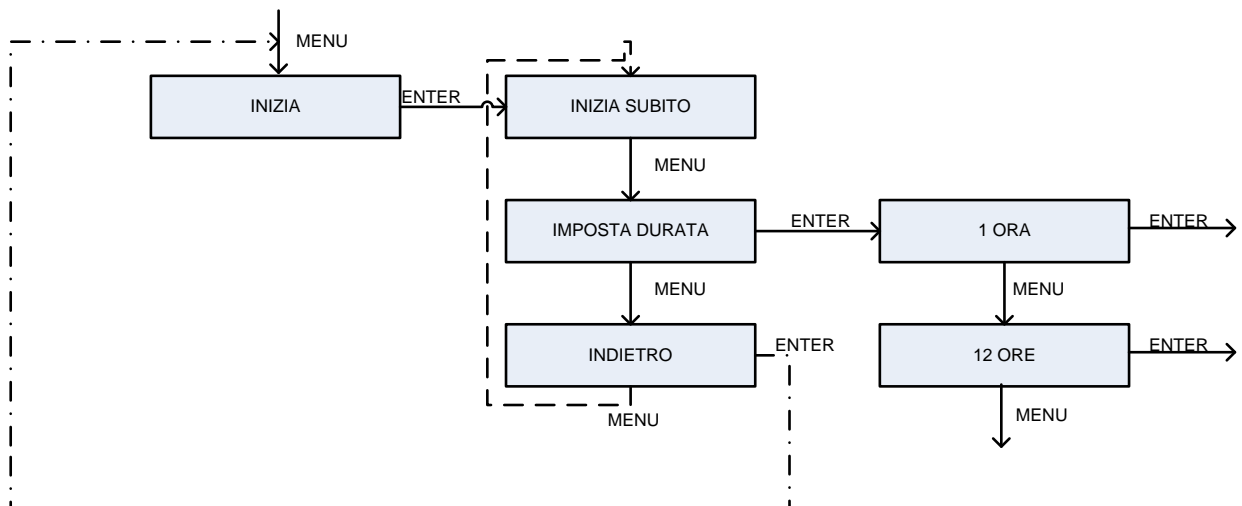 MENU
INIZIA
ENTER
INIZIA SUBITO
MENU
IMPOSTA DURATA
ENTER
1 ORA
ENTER
MENU
MENU
INDIETRO
ENTER
12 ORE
ENTER
MENU
MENU